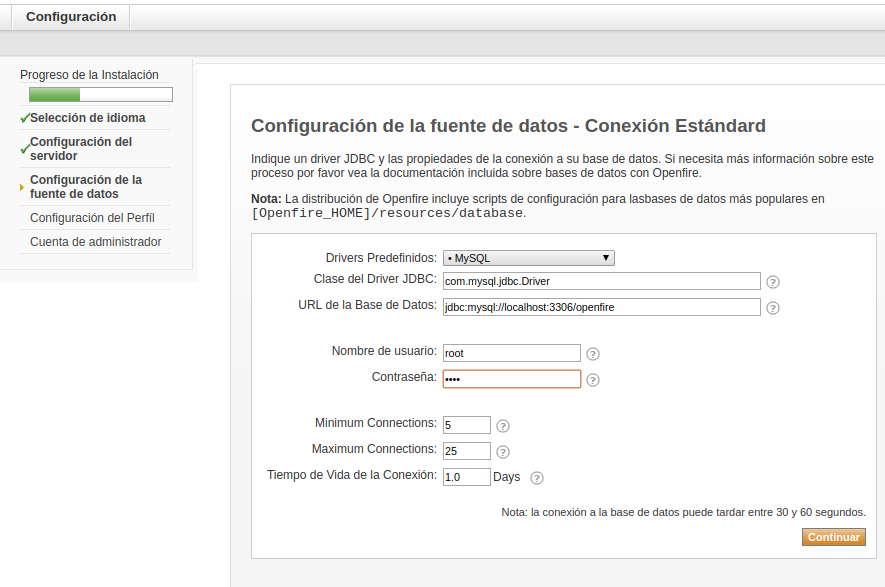 Configuración
Progreso de la Instalación
Selección de idioma
Configuración del
servidor
Configuración de la
fuente de datos
Configuración del Perfíl
Cuenta de administrador
Configuración de la fuente de datos - Conexión Estándard
Indique un driver JDBC y las propiedades de la conexión a su base de datos. Si necesita más información sobre este
proceso por favor vea la documentación incluida sobre bases de datos con Openfire.
Nota: La distribución de Openfire incluye scripts de configuración para lasbases de datos más populares en
[Openfire_HOME]/resources/database.
Drivers Predefinidos: • MySQL
Clase del Driver JDBC: com.mysql.jdbc.Driver ?
URL de la Base de Datos: jdbc:mysql://localhost:3306/openfire ?
Nombre de usuario: root ?
Contraseña: •••• ?
Minimum Connections: 5 ?
Maximum Connections: 25 ?
Tiempo de Vida de la Conexión: 1.0 Days ?
Nota: la conexión a la base de datos puede tardar entre 30 y 60 segundos.
Continuar